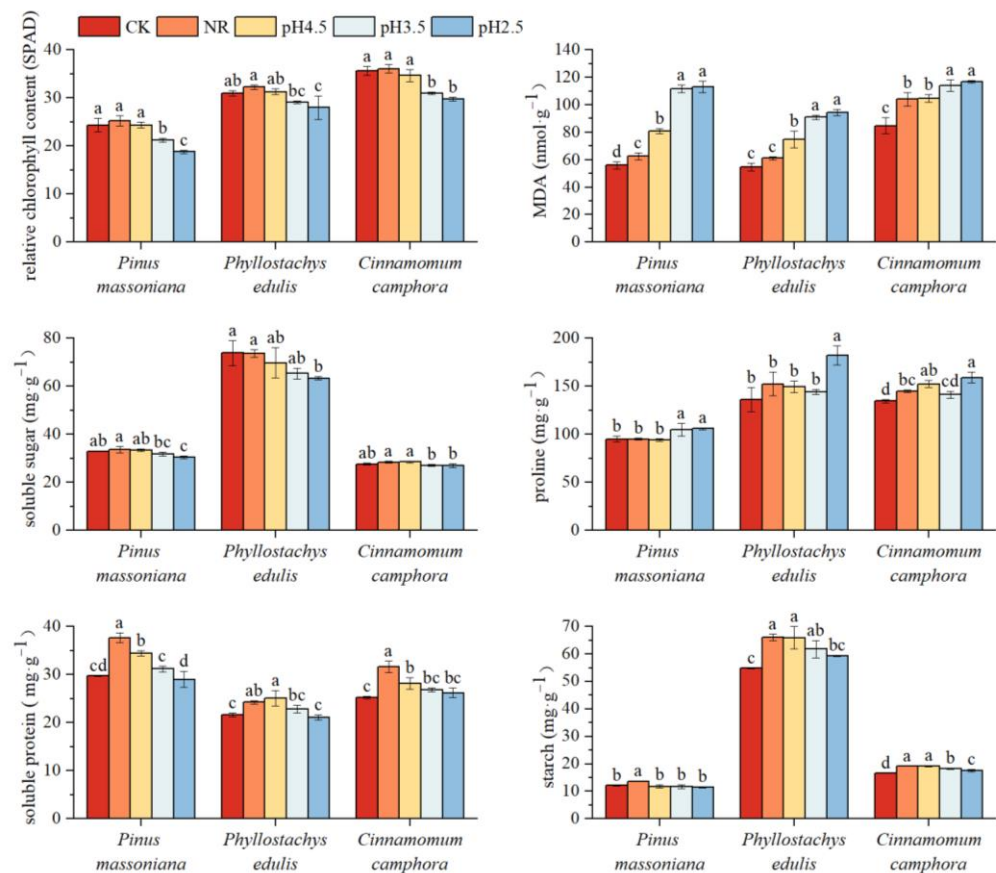 CK NR pH4.5 pH3.5 pH2.5
relative chlorophyll content (SPAD)
40
30
20
10
0
a a a b c
ab a ab bc c
a a a b b
Pinus massoniana
Phyllostachys edulis
Cinnamomum camphora
MDA (nmol·g⁻¹)
140
120
100
80
60
40
20
0
d c b a a
c c b a a
c b b a a
Pinus massoniana
Phyllostachys edulis
Cinnamomum camphora
soluble sugar (mg·g⁻¹)
80
60
40
20
0
ab a ab bc c
a a ab ab b
ab a a b b
Pinus massoniana
Phyllostachys edulis
Cinnamomum camphora
proline (mg·g⁻¹)
200
150
100
50
0
b b b a a
b b b b a
d bc ab cd a
Pinus massoniana
Phyllostachys edulis
Cinnamomum camphora
soluble protein ( mg·g⁻¹)
40
30
20
10
0
cd a b c d
c ab a bc c
c a b bc bc
Pinus massoniana
Phyllostachys edulis
Cinnamomum camphora
starch (mg·g⁻¹)
70
60
50
40
30
20
10
0
b a b b b
c a a ab bc
d a a b c
Pinus massoniana
Phyllostachys edulis
Cinnamomum camphora